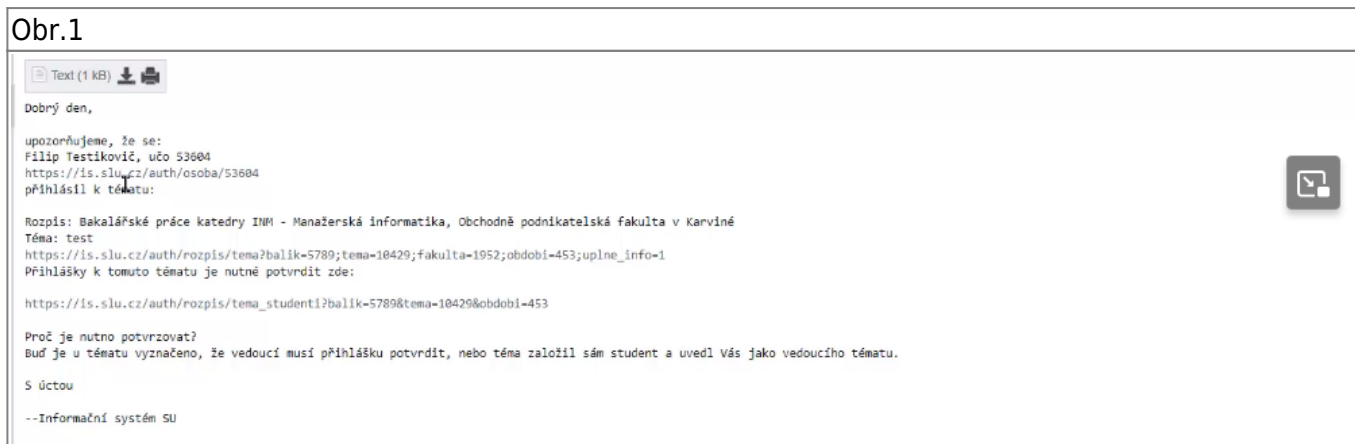 Obr.1
Text (1 kB)
Dobrý den,
upozorňujeme, že se:
Filip Testikovič, učo 53604
https://is.slu.cz/auth/osoba/53604
přihlásil k tématu:
Rozpis: Bakalářské práce katedry INM - Manažerská informatika, Obchodně podnikatelská fakulta v Karviné
Téma: test
https://is.slu.cz/auth/rozpis/tema?balik=5789;tema=10429;fakulta=1952;obdobi=453;uplne_info=1
Přihlášky k tomuto tématu je nutné potvrdit zde:
https://is.slu.cz/auth/rozpis/tema_studenti?balik=5789&tema=10429&obdobi=453
Proč je nutno potvrzovat?
Buď je u tématu vyznačeno, že vedoucí musí přihlášku potvrdit, nebo téma založil sám student a uvedl Vás jako vedoucího tématu.
S úctou
--Informační systém SU